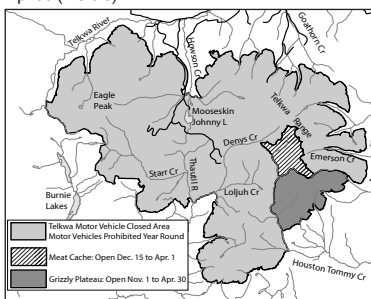 Telkwa River
Howson Cr
Goathorn Cr
Eagle
Peak
Mooseskin
Johnny L
Telkwa
Range
Denys Cr
Emerson Cr
Starr Cr
Thautil R
Loljuh Cr
Burnie
Lakes
Houston Tommy Cr
Telkwa Motor Vehicle Closed Area
Motor Vehicles Prohibited Year Round
Meat Cache: Open Dec. 15 to Apr. 1
Grizzly Plateau: Open Nov. 1 to Apr. 30